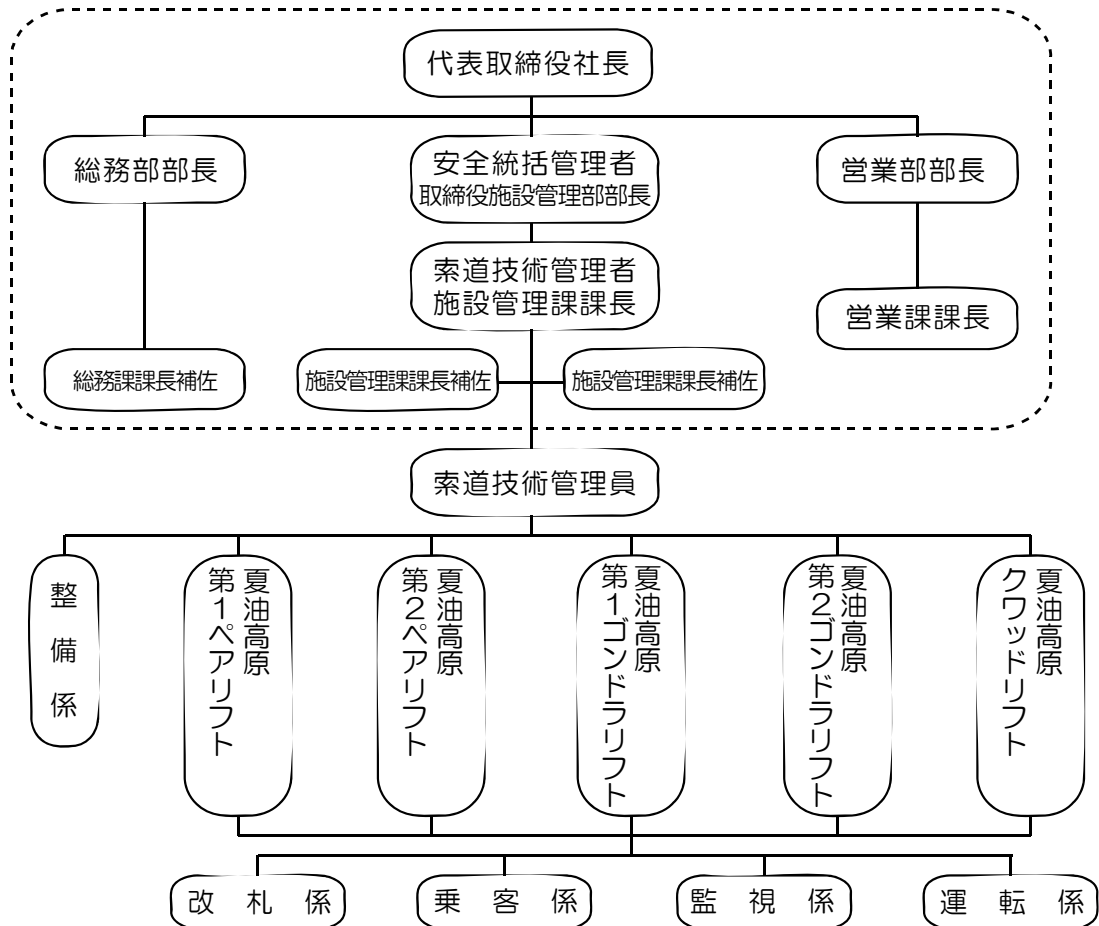 代表取締役社長
総務部部長
安全統括管理者
取締役施設管理部部長
営業部部長
索道技術管理者
施設管理課課長
営業課課長
総務課課長補佐
施設管理課課長補佐
施設管理課課長補佐
索道技術管理員
整備係
夏油高原
第1ペアリフト
夏油高原
第2ペアリフト
夏油高原
第1ゴンドラリフト
夏油高原
第2ゴンドラリフト
夏油高原
クワッドリフト
改札係
乗客係
監視係
運転係